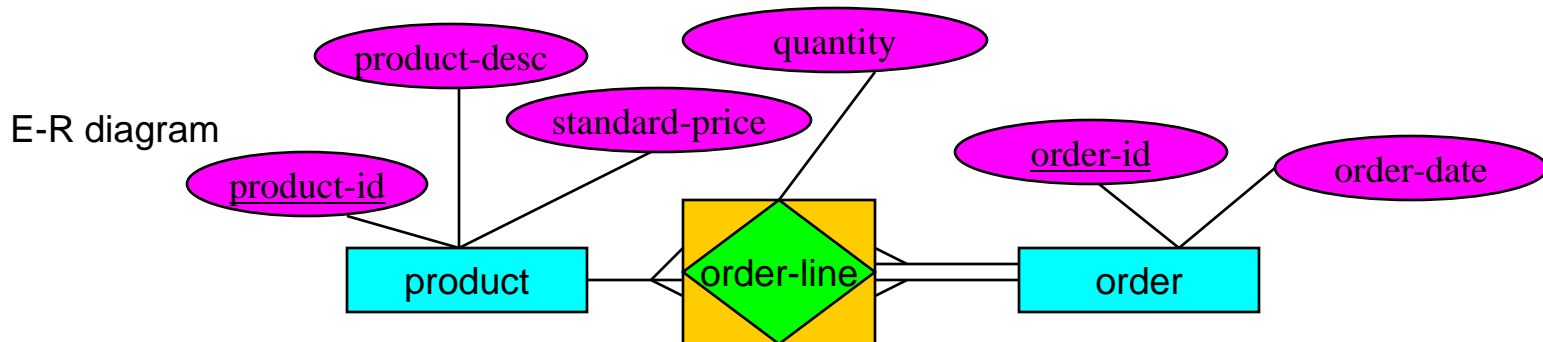 E-R diagram
product-desc
quantity
standard-price
product-id
order-id
order-date
product
order-line
order